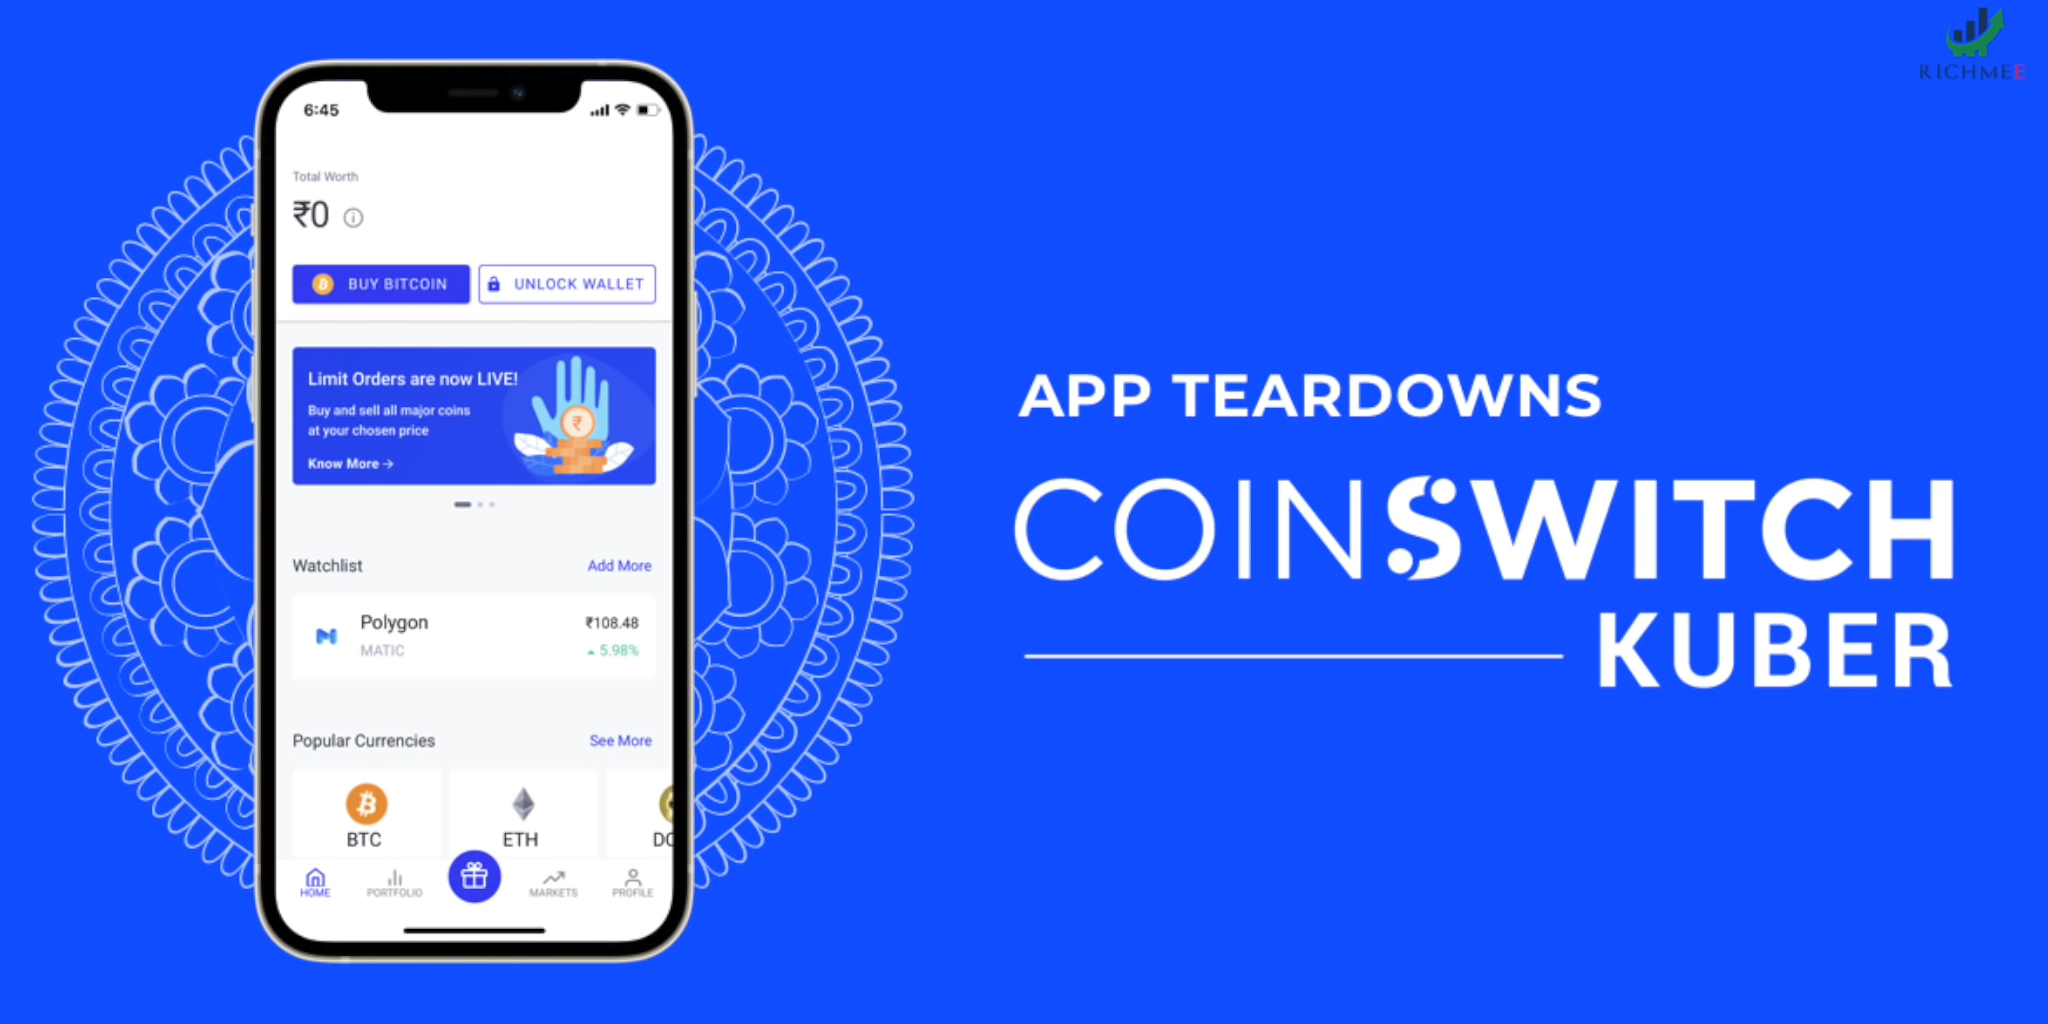 RICHMEE
6:45
Total Worth
₹0
BUY BITCOIN
UNLOCK WALLET
Limit Orders are now LIVE!
Buy and sell all major coins
at your chosen price
Know More →
Watchlist
Add More
Polygon
₹108.48
MATIC
5.98%
Popular Currencies
See More
BTC
ETH
HOME
PORTFOLIO
MARKETS
PROFILE
APP TEARDOWNS
COINSWITCH
KUBER